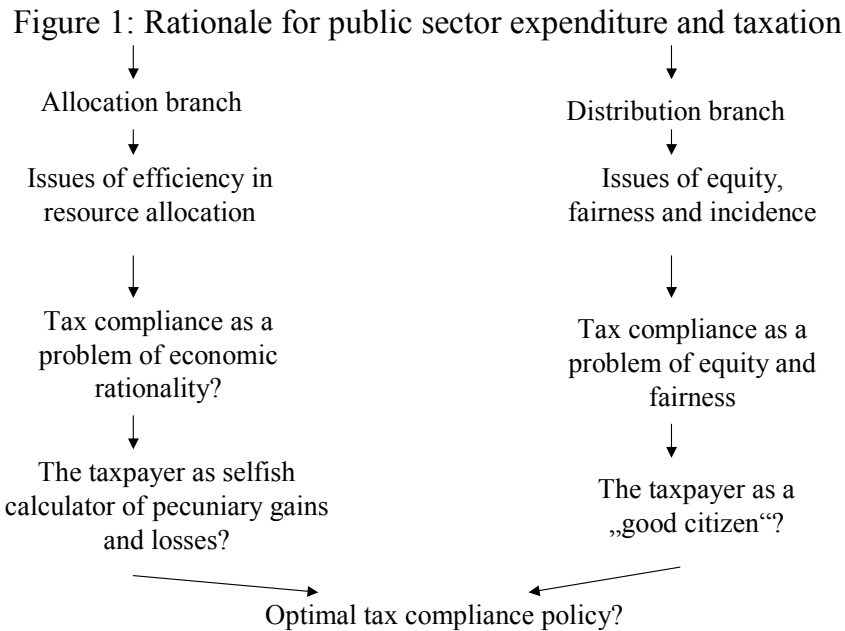 Figure 1: Rationale for public sector expenditure and taxation
Allocation branch
Issues of efficiency in
resource allocation
Tax compliance as a
problem of economic
rationality?
The taxpayer as selfish
calculator of pecuniary gains
and losses?
Distribution branch
Issues of equity,
fairness and incidence
Tax compliance as a
problem of equity and
fairness
The taxpayer as a
„good citizen“?
Optimal tax compliance policy?